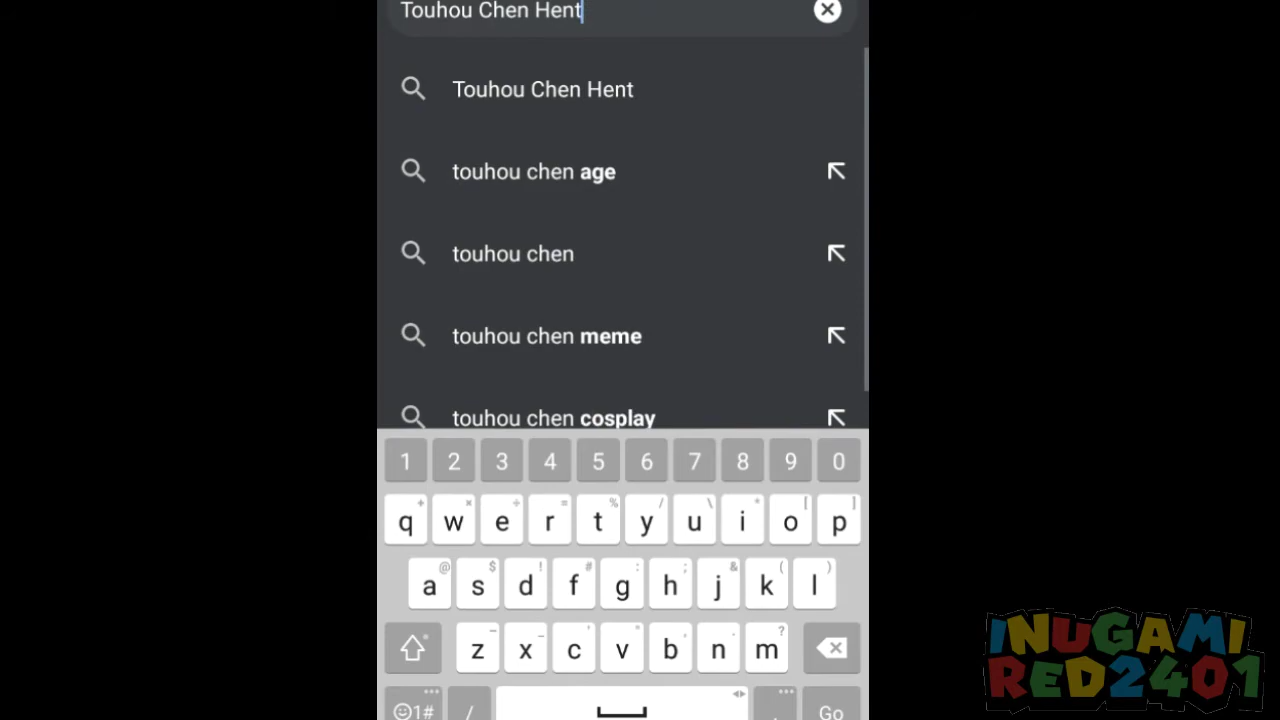 Touhou Chen Hent
Touhou Chen Hent
touhou chen age
touhou chen
touhou chen meme
touhou chen cosplay
1 2 3 4 5 6 7 8 9 0
q w e r t y u i o p
a s d f g h j k l
z x c v b n m
!#1 / . Go
INUGAMI
RED2401